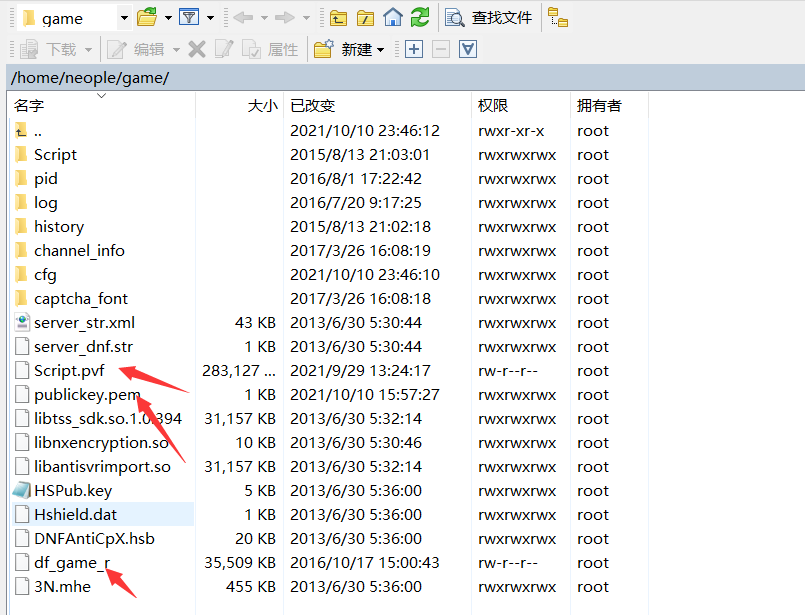 game 查找文件
下载 编辑 属性 新建
/home/neople/game/
名字 大小 已改变 权限 拥有者
.. 2021/10/10 23:46:12 rwxr-xr-x root
Script 2015/8/13 21:03:01 rwxrwxrwx root
pid 2016/8/1 17:22:42 rwxrwxrwx root
log 2016/7/20 9:17:25 rwxrwxrwx root
history 2015/8/13 21:02:18 rwxrwxrwx root
channel_info 2017/3/26 16:08:19 rwxrwxrwx root
cfg 2021/10/10 23:46:10 rwxrwxrwx root
captcha_font 2017/3/26 16:08:18 rwxrwxrwx root
server_str.xml 43 KB 2013/6/30 5:30:44 rwxrwxrwx root
server_dnf.str 1 KB 2013/6/30 5:30:44 rwxrwxrwx root
Script.pvf 283,127 ... 2021/9/29 13:24:17 rw-r--r-- root
publickey.pem 1 KB 2021/10/10 15:57:27 rwxrwxrwx root
libtss_sdk.so.1.0.394 31,157 KB 2013/6/30 5:32:14 rwxrwxrwx root
libnxencryption.so 10 KB 2013/6/30 5:30:46 rwxrwxrwx root
libantisvrimport.so 31,157 KB 2013/6/30 5:32:14 rwxrwxrwx root
HSPub.key 5 KB 2013/6/30 5:36:00 rwxrwxrwx root
Hshield.dat 1 KB 2013/6/30 5:36:00 rwxrwxrwx root
DNFAntiCpX.hsb 20 KB 2013/6/30 5:36:00 rwxrwxrwx root
df_game_r 35,509 KB 2016/10/17 15:00:43 rw-r--r-- root
3N.mhe 455 KB 2013/6/30 5:36:00 rwxrwxrwx root